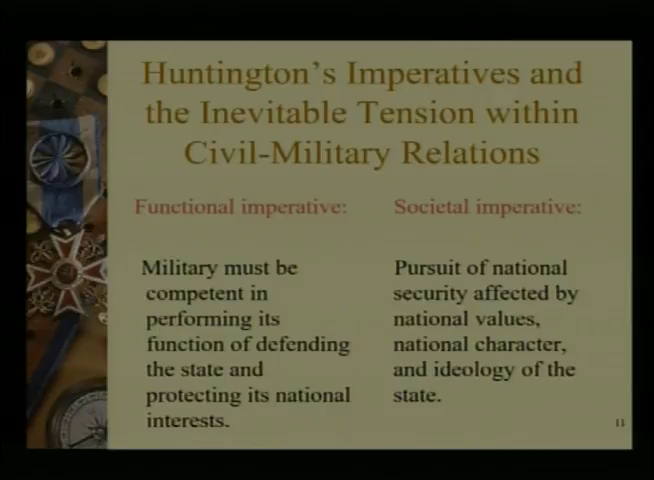 Huntington's Imperatives and
the Inevitable Tension within
Civil-Military Relations
Functional imperative:
Military must be
competent in
performing its
function of defending
the state and
protecting its national
interests.
Societal imperative:
Pursuit of national
security affected by
national values,
national character,
and ideology of the
state.
11